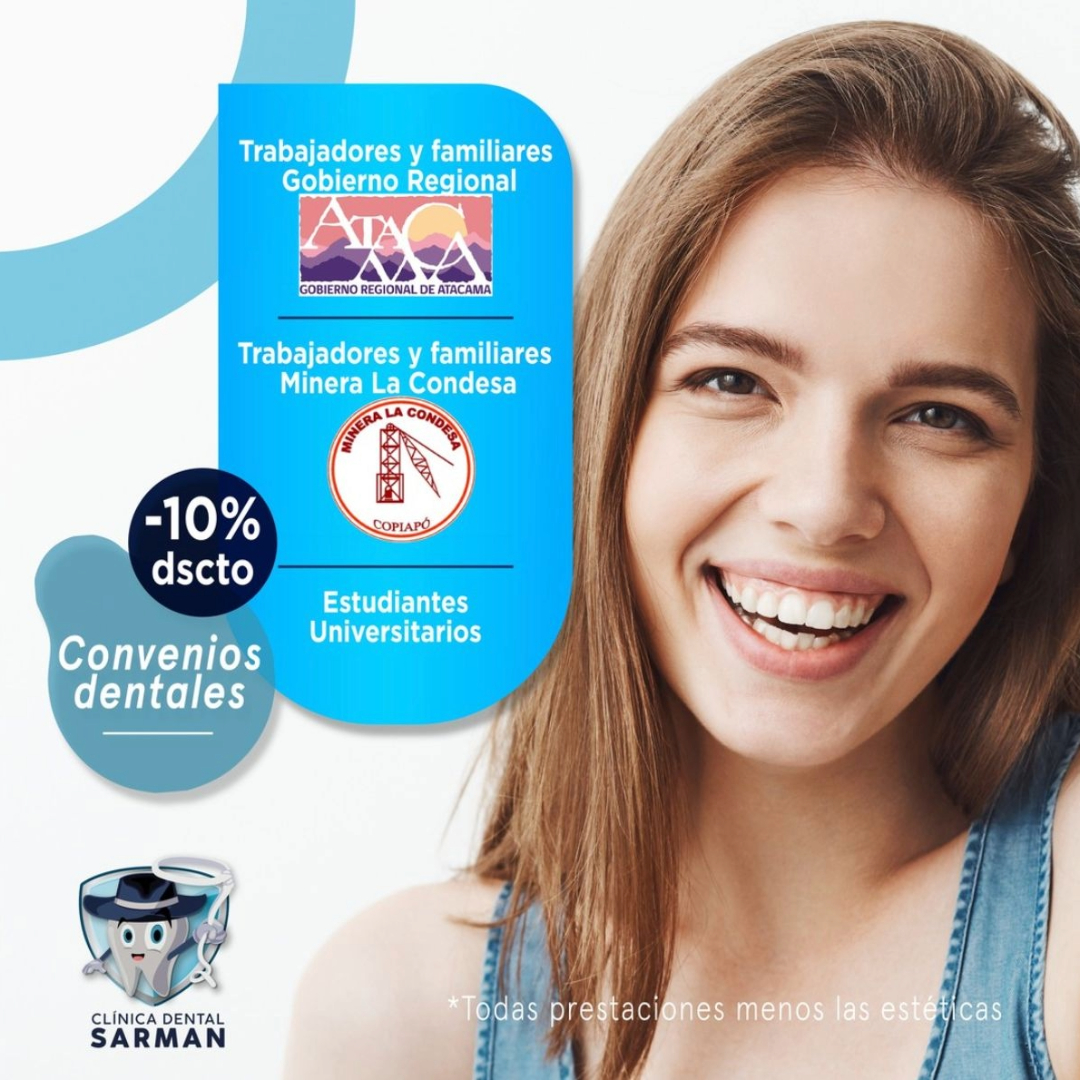 Trabajadores y familiares
Gobierno Regional
ATACAMA
GOBIERNO REGIONAL DE ATACAMA
Trabajadores y familiares
Minera La Condesa
MINERA LA CONDESA
COPIAPÓ
-10%
dscto
Estudiantes
Universitarios
Convenios
dentales
CLÍNICA DENTAL
SARMAN
*Todas prestaciones menos las estéticas